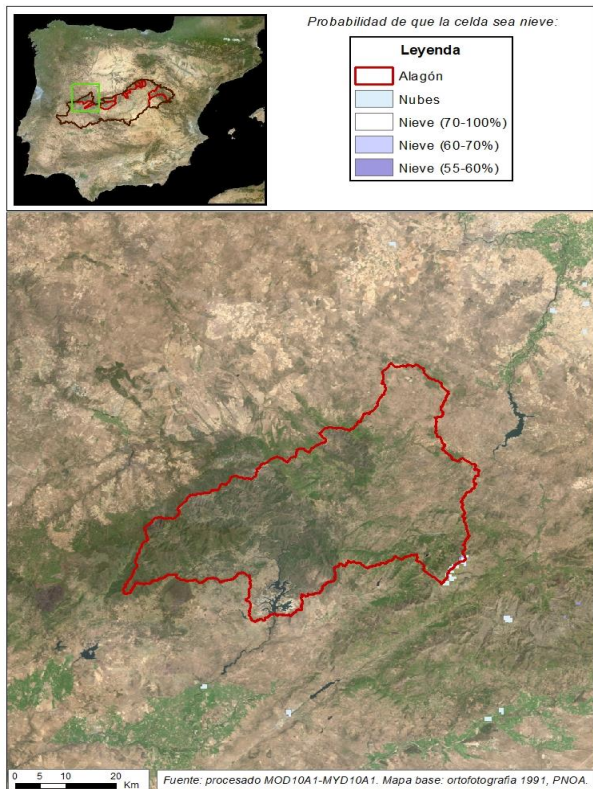 Probabilidad de que la celda sea nieve:
Leyenda
Alagón
Nubes
Nieve (70-100%)
Nieve (60-70%)
Nieve (55-60%)
0 5 10 20
Km
Fuente: procesado MOD10A1-MYD10A1. Mapa base: ortofotografía 1991, PNOA.